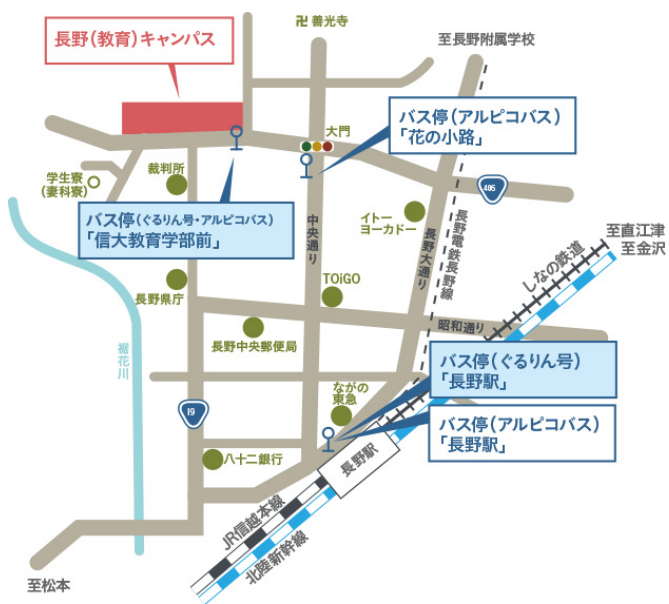 卍 善光寺
至長野附属学校
長野(教育)キャンパス
バス停(アルピコバス)
「花の小路」
大門
裁判所
学生寮
(妻科寮)
406
バス停(ぐるりん号・アルピコバス)
「信大教育学部前」
中央通り
イトー
ヨーカドー
長野大通り
長野電鉄長野線
至直江津
至金沢
しなの鉄道
長野県庁
TOiGO
昭和通り
長野中央郵便局
裾花川
バス停(ぐるりん号)
「長野駅」
ながの
東急
19
バス停(アルピコバス)
「長野駅」
八十二銀行
長野駅
JR信越本線
北陸新幹線
至松本